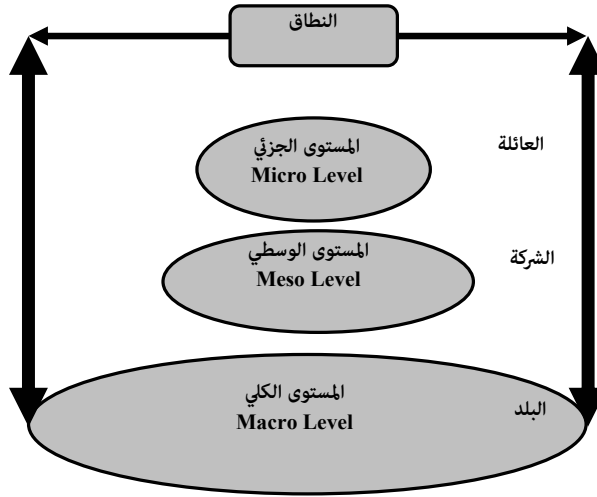 النطاق
العائلة
المستوى الجزئي
Micro Level
الشركة
المستوى الوسطي
Meso Level
البلد
المستوى الكلي
Macro Level